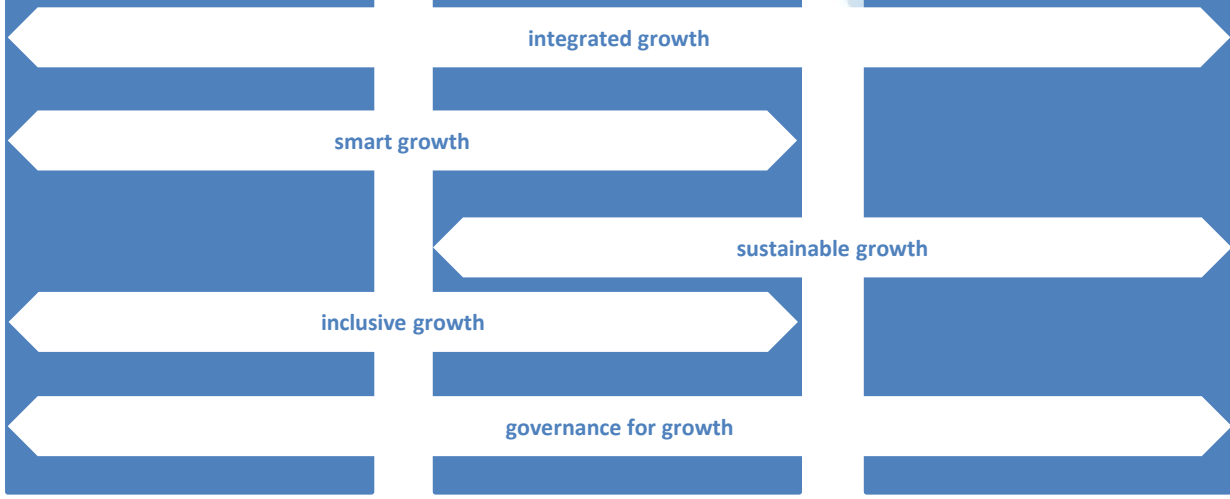 integrated growth
smart growth
sustainable growth
inclusive growth
governance for growth